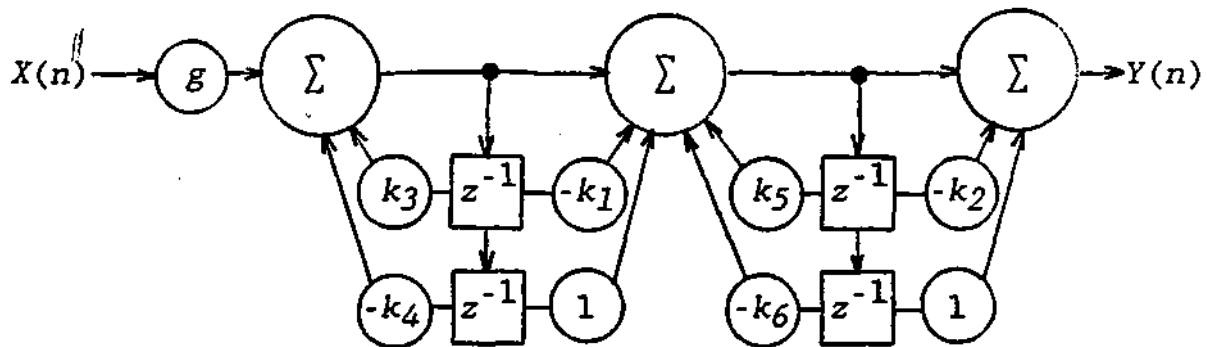 X(n) g Σ Σ Σ Y(n)
k3 z⁻¹ -k1 k5 z⁻¹ -k2
-k4 z⁻¹ 1 -k6 z⁻¹ 1